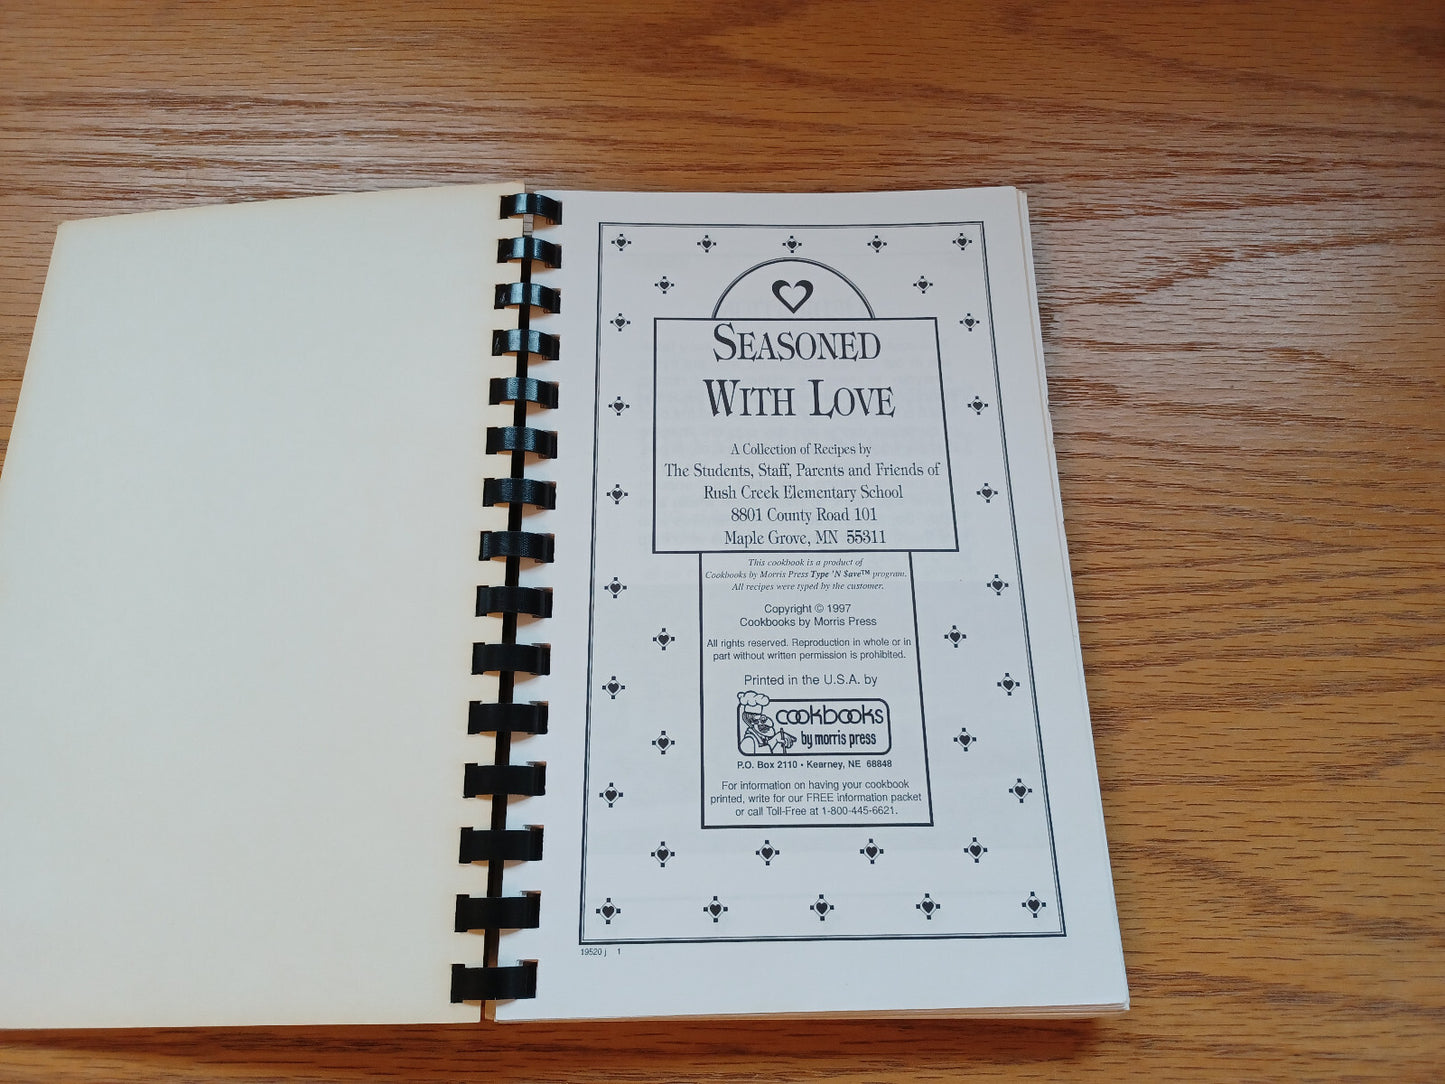 SEASONED
WITH LOVE
A Collection of Recipes by
The Students, Staff, Parents and Friends of
Rush Creek Elementary School
8801 County Road 101
Maple Grove, MN 55311
This cookbook is a product of
Cookbooks by Morris Press Type 'N Save™ program.
All recipes were typed by the customer.
Copyright © 1997
Cookbooks by Morris Press
All rights reserved. Reproduction in whole or in
part without written permission is prohibited.
Printed in the U.S.A. by
cookbooks
by morris press
P.O. Box 2110 • Kearney, NE 68848
For information on having your cookbook
printed, write for our FREE information packet
or call Toll-Free at 1-800-445-6621.
19520 j 1